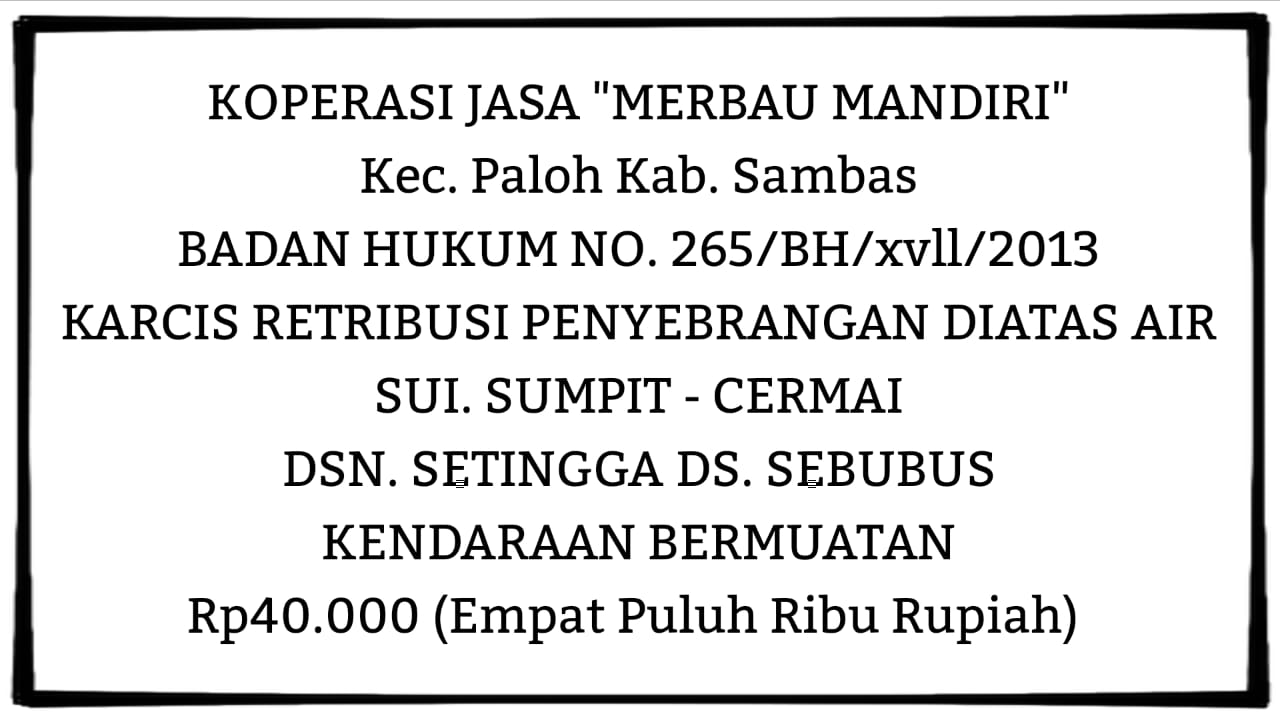 KOPERASI JASA "MERBAU MANDIRI"
Kec. Paloh Kab. Sambas
BADAN HUKUM NO. 265/BH/xvll/2013
KARCIS RETRIBUSI PENYEBRANGAN DIATAS AIR
SUI. SUMPIT - CERMAI
DSN. SETINGGA DS. SEBUBUS
KENDARAAN BERMUATAN
Rp40.000 (Empat Puluh Ribu Rupiah)